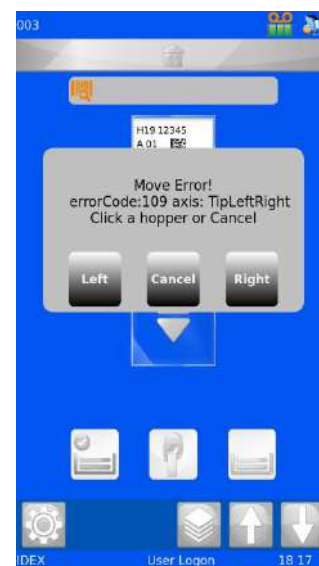 003
H19 12345
A 01
Move Error!
errorCode:109 axis: TipLeftRight
Click a hopper or Cancel
Left
Cancel
Right
IDEX
User Logon
18 17